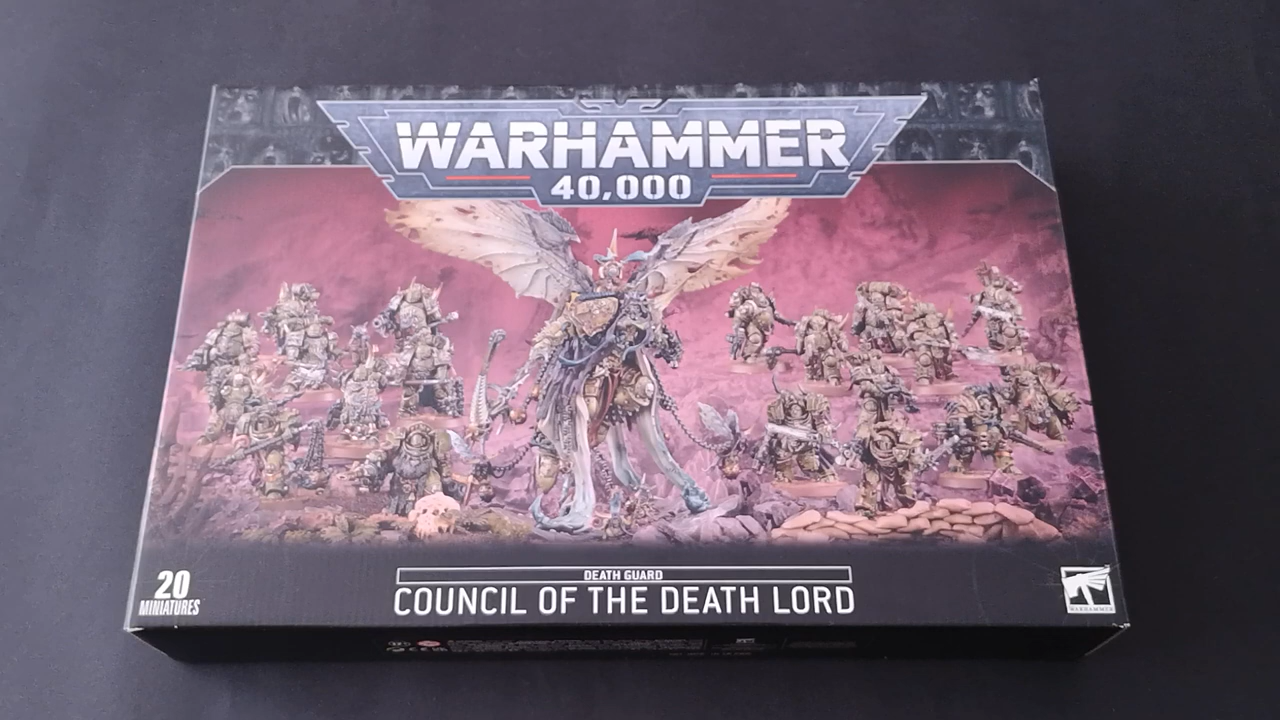 WARHAMMER
40,000
20
MINIATURES
DEATH GUARD
COUNCIL OF THE DEATH LORD
WARHAMMER